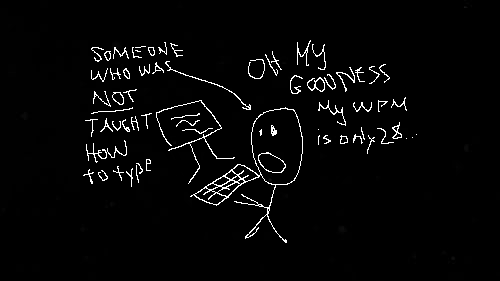 SOMEONE
WHO WAS
NOT
TAUGHT
HOW
to type
OH MY
GOODNESS
My WPM
is only 28...